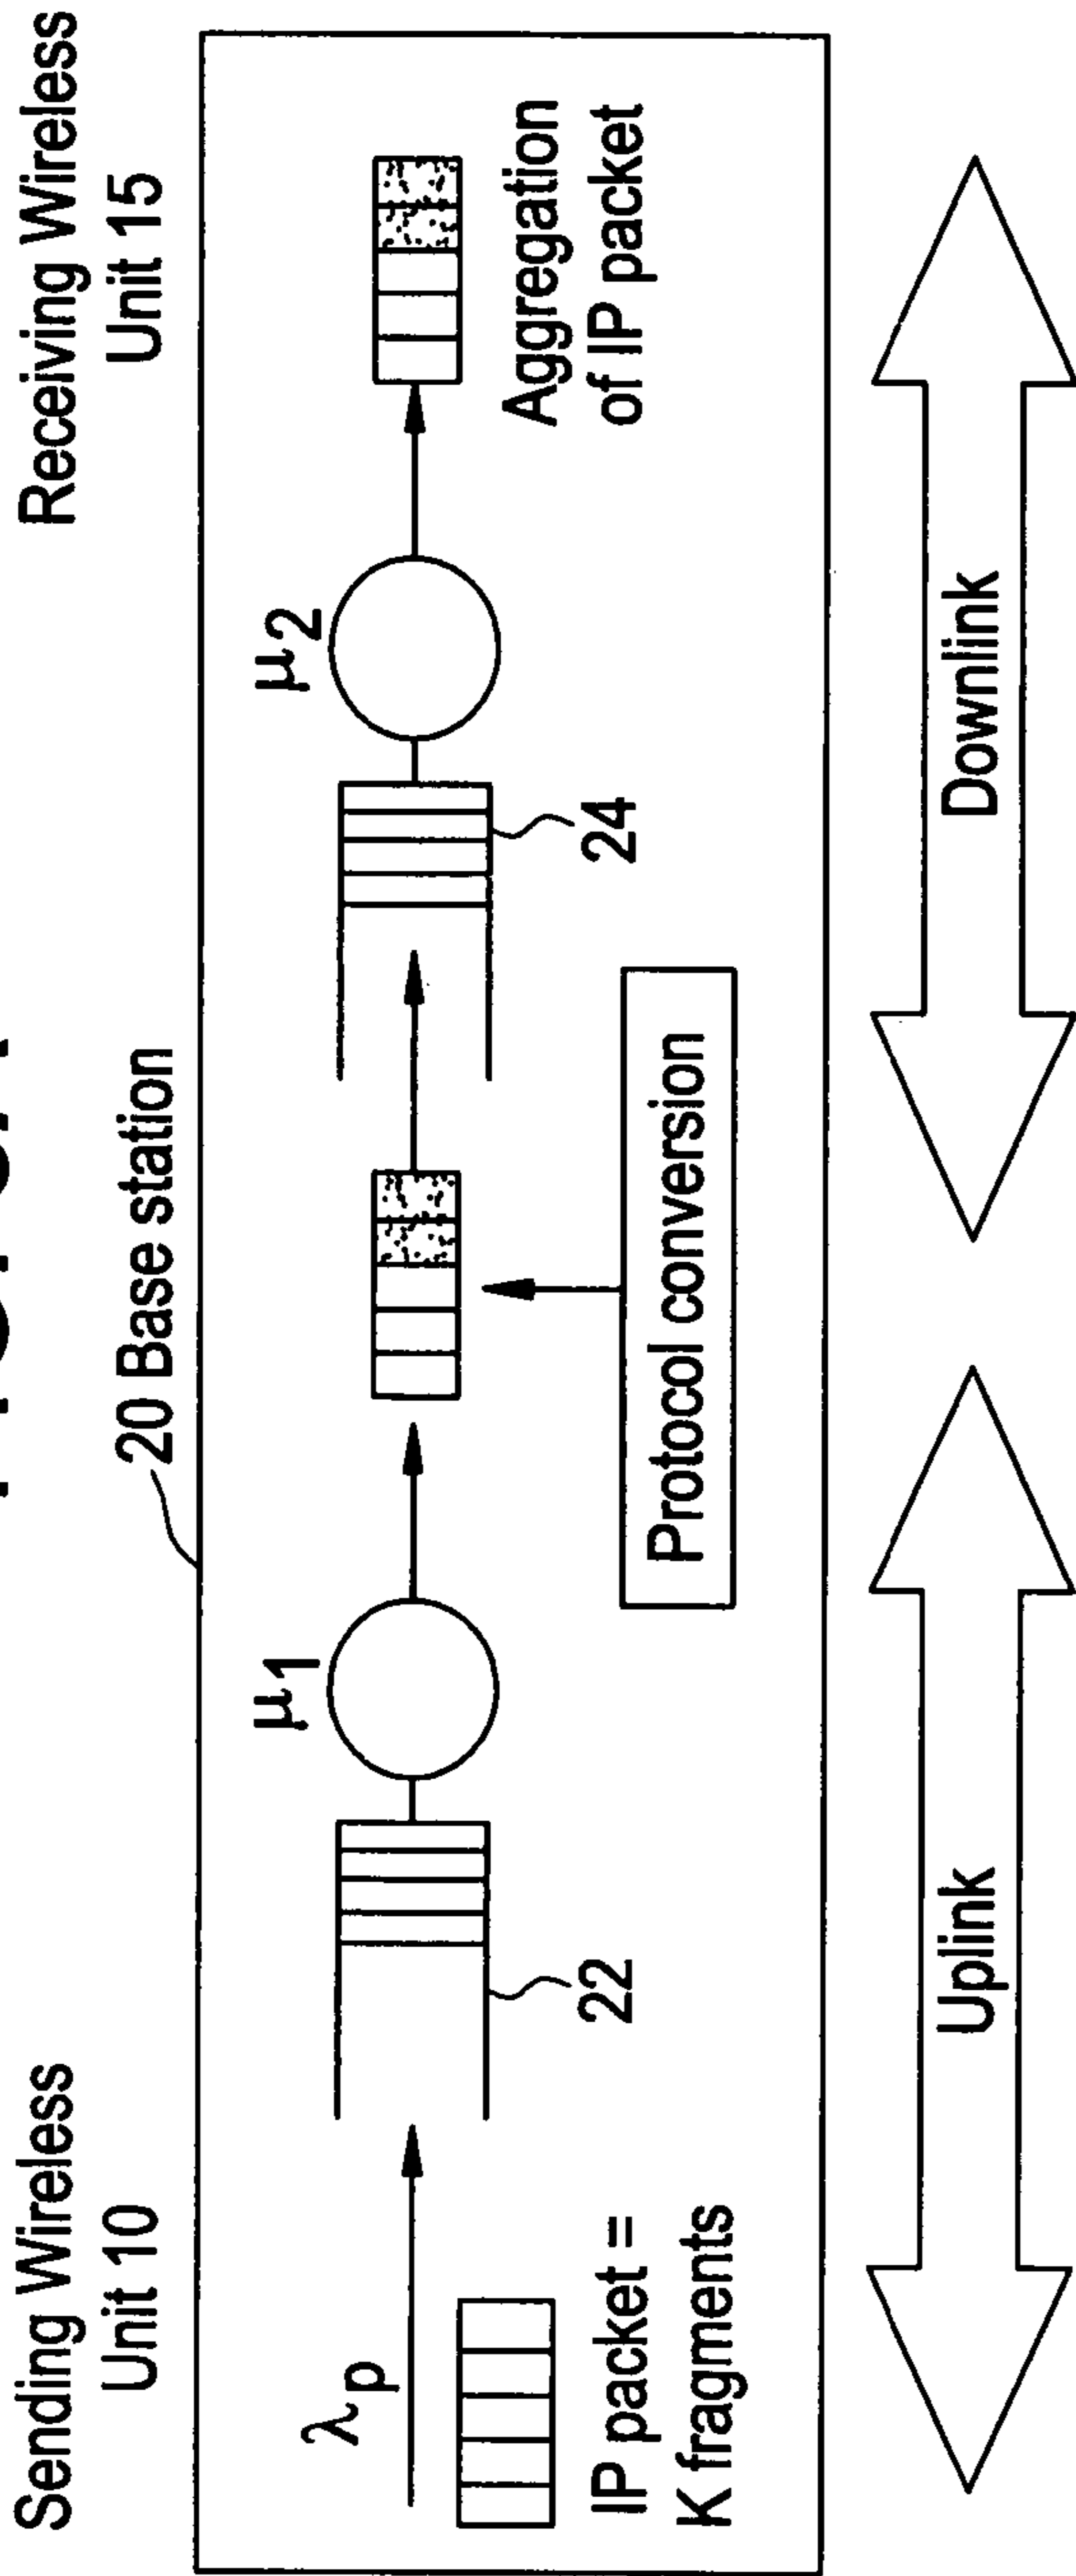 Sending Wireless
Unit 10
20 Base station
Receiving Wireless
Unit 15
λp
IP packet =
K fragments
22
μ1
Protocol conversion
24
μ2
Aggregation
of IP packet
Uplink
Downlink